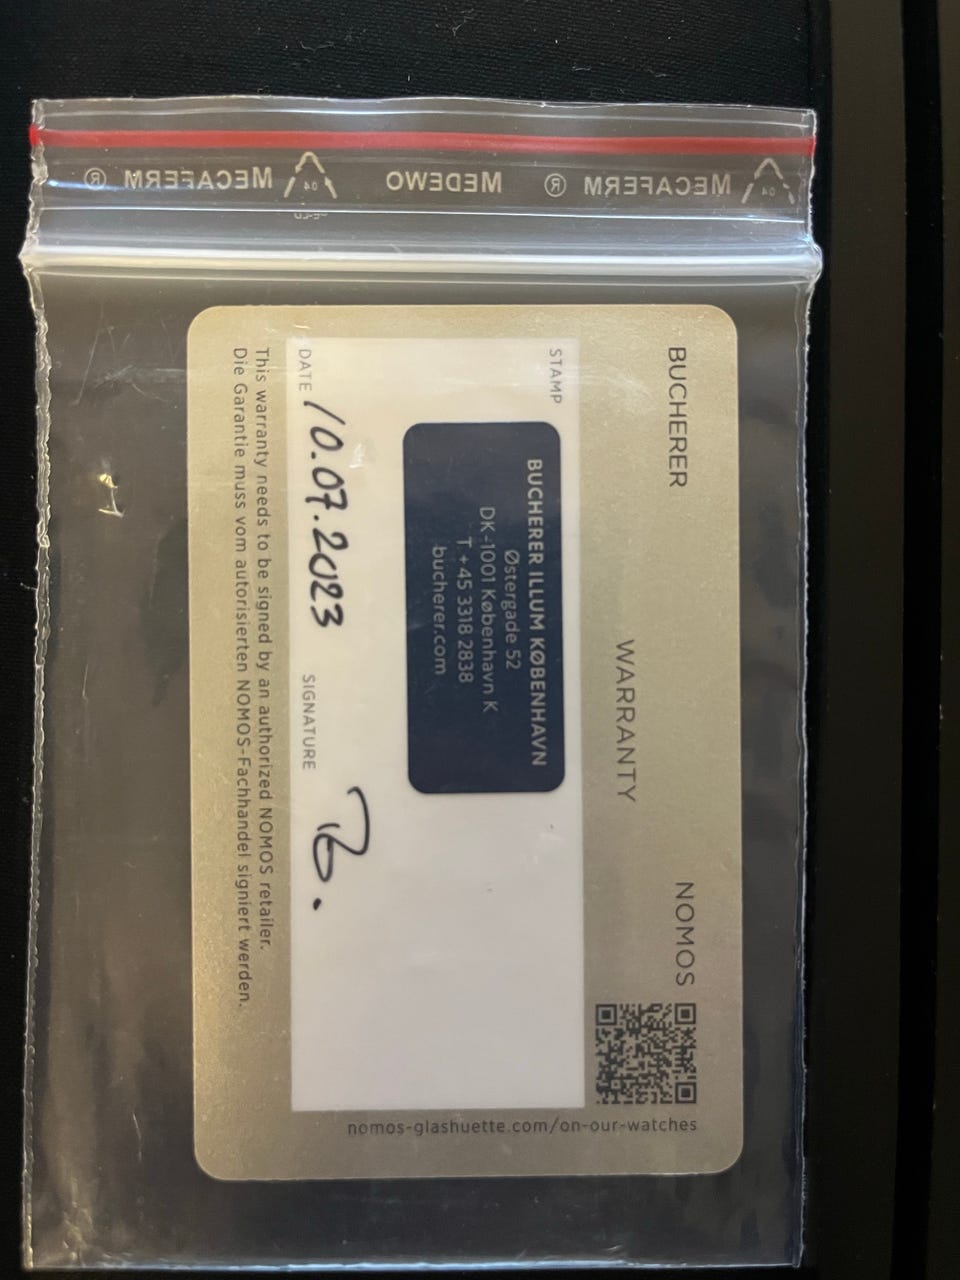 MECAFERM ®
04
MEDEWO
MECAFERM ®
04
BUCHERER
NOMOS
WARRANTY
STAMP
BUCHERER ILLUM KØBENHAVN
Østergade 52
DK-1001 København K
T +45 3318 2838
bucherer.com
DATE 10.07.2023
SIGNATURE
This warranty needs to be signed by an authorized NOMOS retailer.
Die Garantie muss vom autorisierten NOMOS-Fachhandel signiert werden.
nomos-glashuette.com/on-our-watches